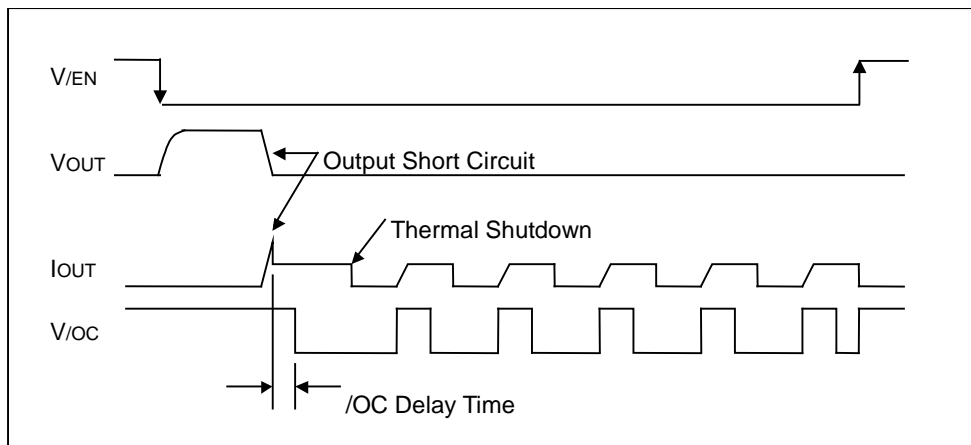 V/EN
VOUT
Output Short Circuit
Thermal Shutdown
IOUT
V/OC
/OC Delay Time